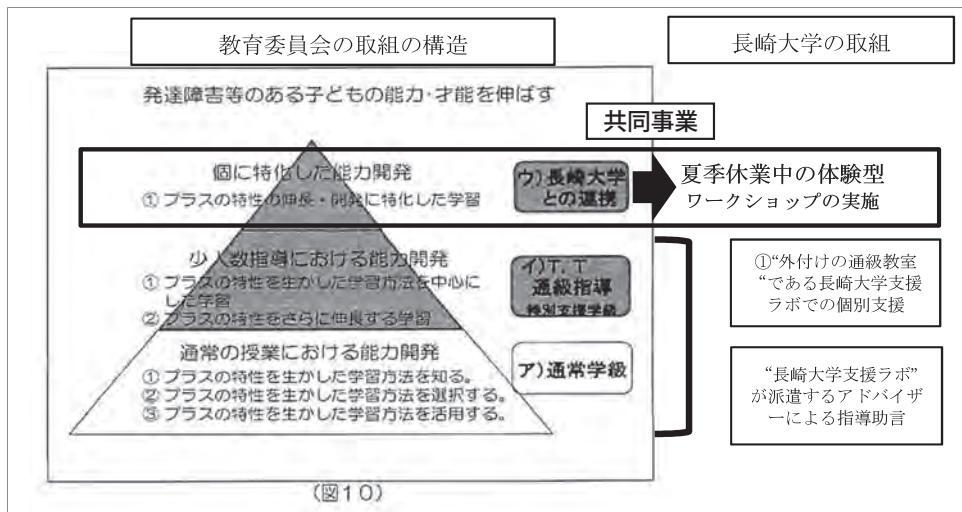 教育委員会の取組の構造
長崎大学の取組
発達障害等のある子どもの能力・才能を伸ばす
共同事業
個に特化した能力開発
① プラスの特性の伸長・開発に特化した学習
ウ)長崎大学
との連携
夏季休業中の体験型
ワークショップの実施
少人数指導における能力開発
① プラスの特性を生かした学習方法を中心に
した学習
② プラスの特性をさらに伸長する学習
イ)T.T
通級指導
特別支援学級
①“外付けの通級教室
“である長崎大学支援
ラボでの個別支援
通常の授業における能力開発
① プラスの特性を生かした学習方法を知る。
② プラスの特性を生かした学習方法を選択する。
③ プラスの特性を生かした学習方法を活用する。
ア)通常学級
“長崎大学支援ラボ”
が派遣するアドバイザ
ーによる指導助言
(図10)